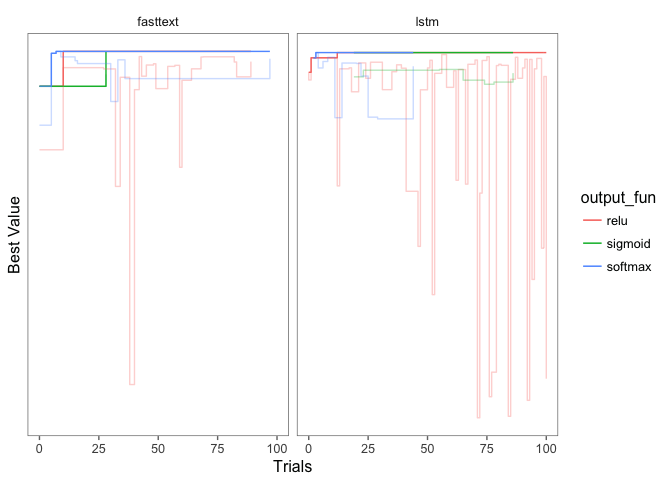 fasttext
lstm
Best Value
output_fun
relu
sigmoid
softmax
0 25 50 75 100
0 25 50 75 100
Trials